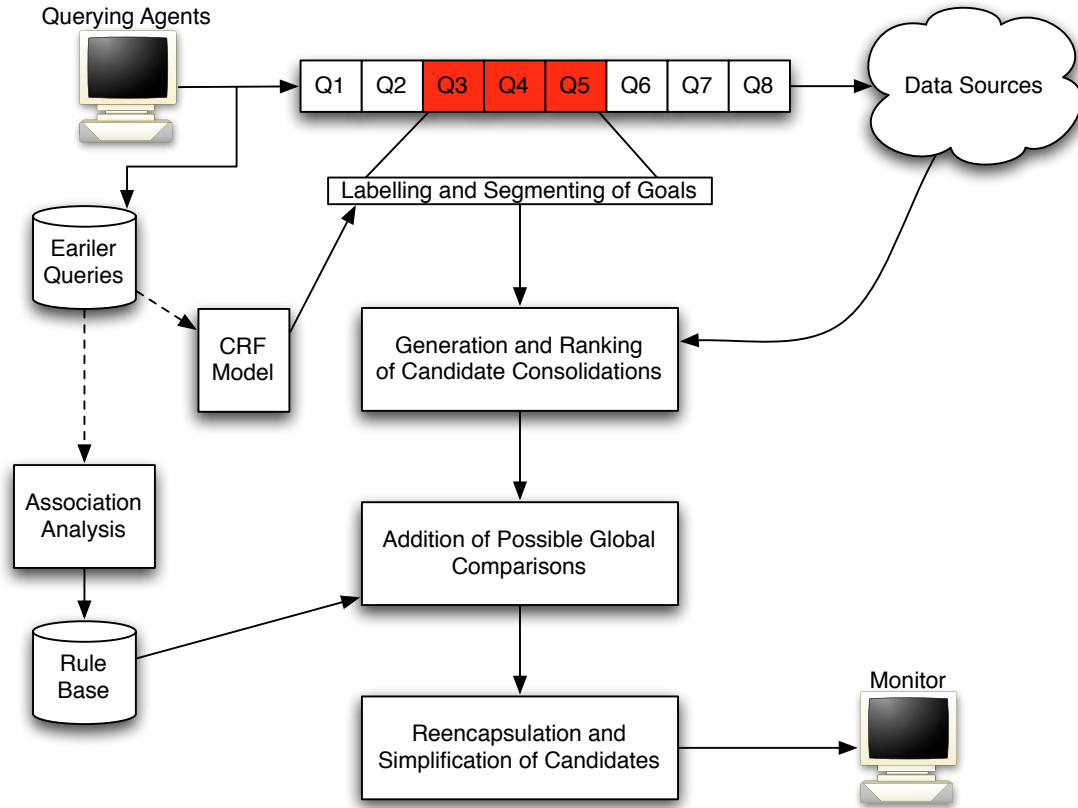 Querying Agents
Q1 Q2 Q3 Q4 Q5 Q6 Q7 Q8
Data Sources
Labelling and Segmenting of Goals
Eariler
Queries
CRF
Model
Generation and Ranking
of Candidate Consolidations
Association
Analysis
Addition of Possible Global
Comparisons
Rule
Base
Reencapsulation and
Simplification of Candidates
Monitor